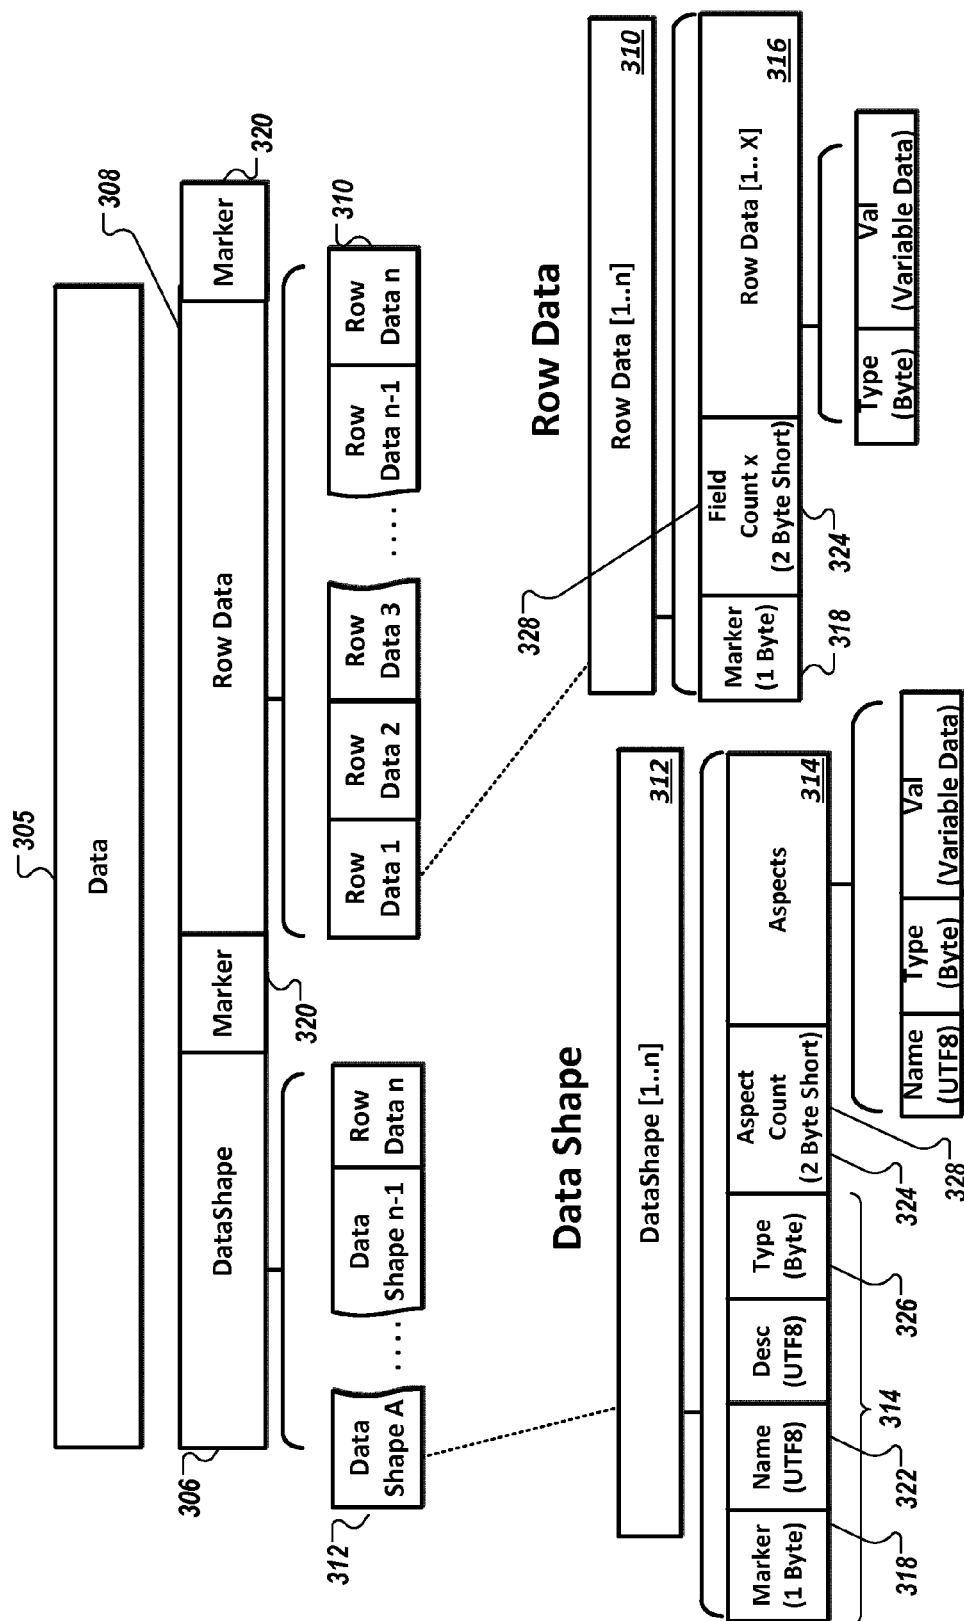 305
Data
308
DataShape
Marker
Row Data
Marker
320
306
320
310
312
Data
Shape A
. . . .
Data
Shape n-1
Row
Data n
Row
Data 1
Row
Data 2
Row
Data 3
. . . .
Row
Data n-1
Row
Data n
Data Shape
DataShape [1..n]
312
Marker
(1 Byte)
Name
(UTF8)
Desc
(UTF8)
Type
(Byte)
Aspect
Count
(2 Byte Short)
Aspects
314
318
322
326
324
328
314
Name
(UTF8)
Type
(Byte)
Val
(Variable Data)
Row Data
Row Data [1..n]
310
328
Marker
(1 Byte)
Field
Count x
(2 Byte Short)
Row Data [1.. X]
316
318
324
Type
(Byte)
Val
(Variable Data)